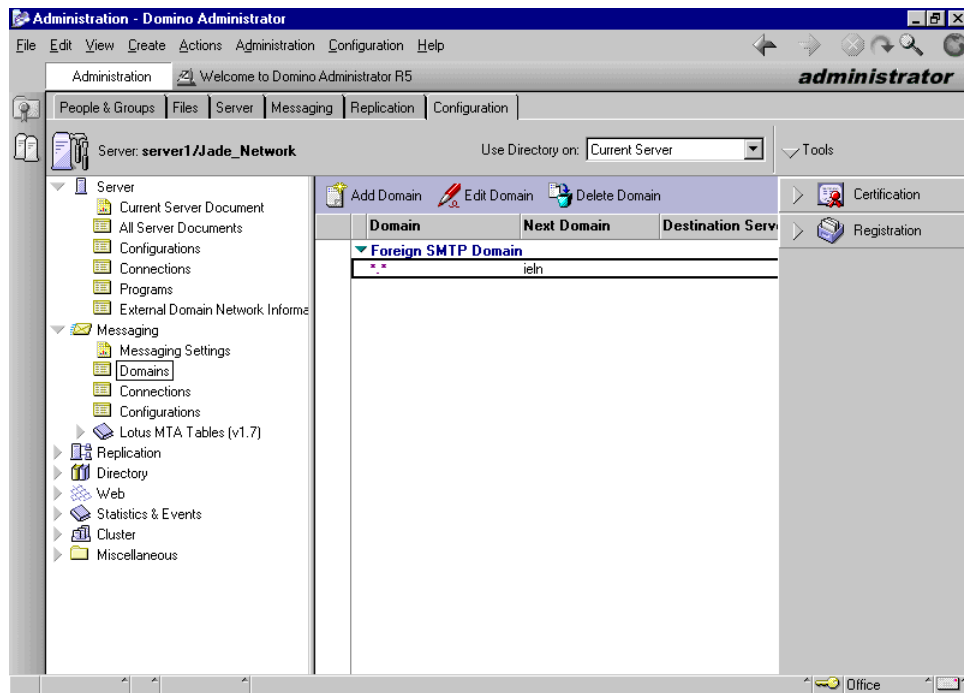 Administration - Domino Administrator
File Edit View Create Actions Administration Configuration Help
Administration Welcome to Domino Administrator R5 administrator
People & Groups Files Server Messaging Replication Configuration
Server: server1/Jade_Network Use Directory on: Current Server Tools
Server
Current Server Document
All Server Documents
Configurations
Connections
Programs
External Domain Network Informa
Messaging
Messaging Settings
Domains
Connections
Configurations
Lotus MTA Tables (v1.7)
Replication
Directory
Web
Statistics & Events
Cluster
Miscellaneous
Add Domain Edit Domain Delete Domain
Domain Next Domain Destination Serv
Foreign SMTP Domain
*.* ieln
Certification
Registration
Office